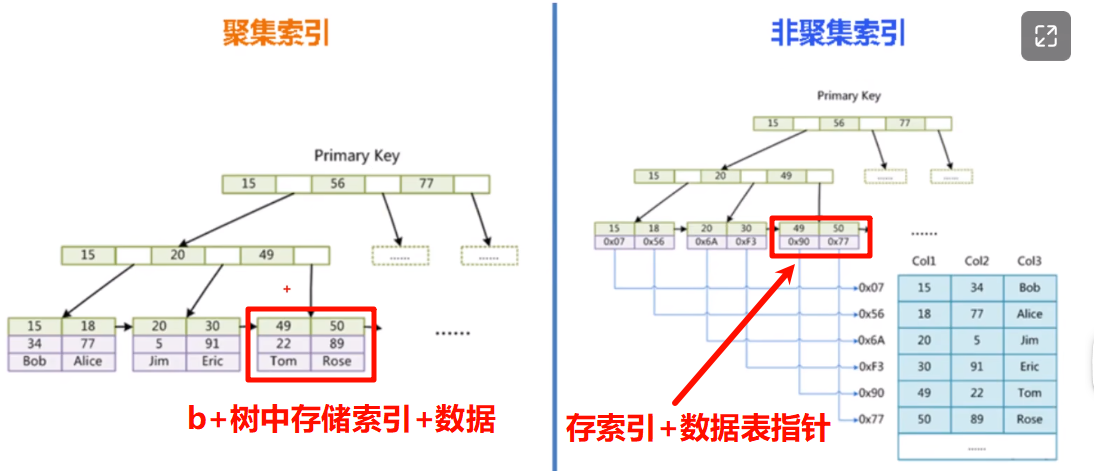 聚集索引
Primary Key
15 56 77
15 20 49
...... ......
+
15 18 20 30 49 50
34 77 5 91 22 89
Bob Alice Jim Eric Tom Rose
......
b+树中存储索引+数据
非聚集索引
Primary Key
15 56 77
15 20 49
...... ......
15 18 20 30 49 50
0x07 0x56 0x6A 0xF3 0x90 0x77
......
Col1 Col2 Col3
0x07 15 34 Bob
0x56 18 77 Alice
0x6A 20 5 Jim
0xF3 30 91 Eric
0x90 49 22 Tom
0x77 50 89 Rose
......
存索引+数据表指针